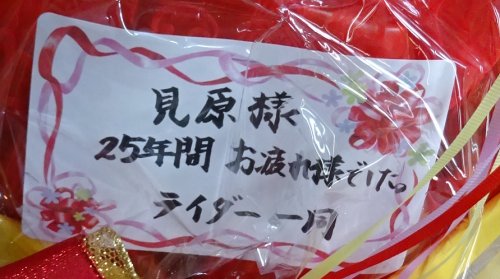 見原様
25年間 お疲れ様でした。
ライダー一同